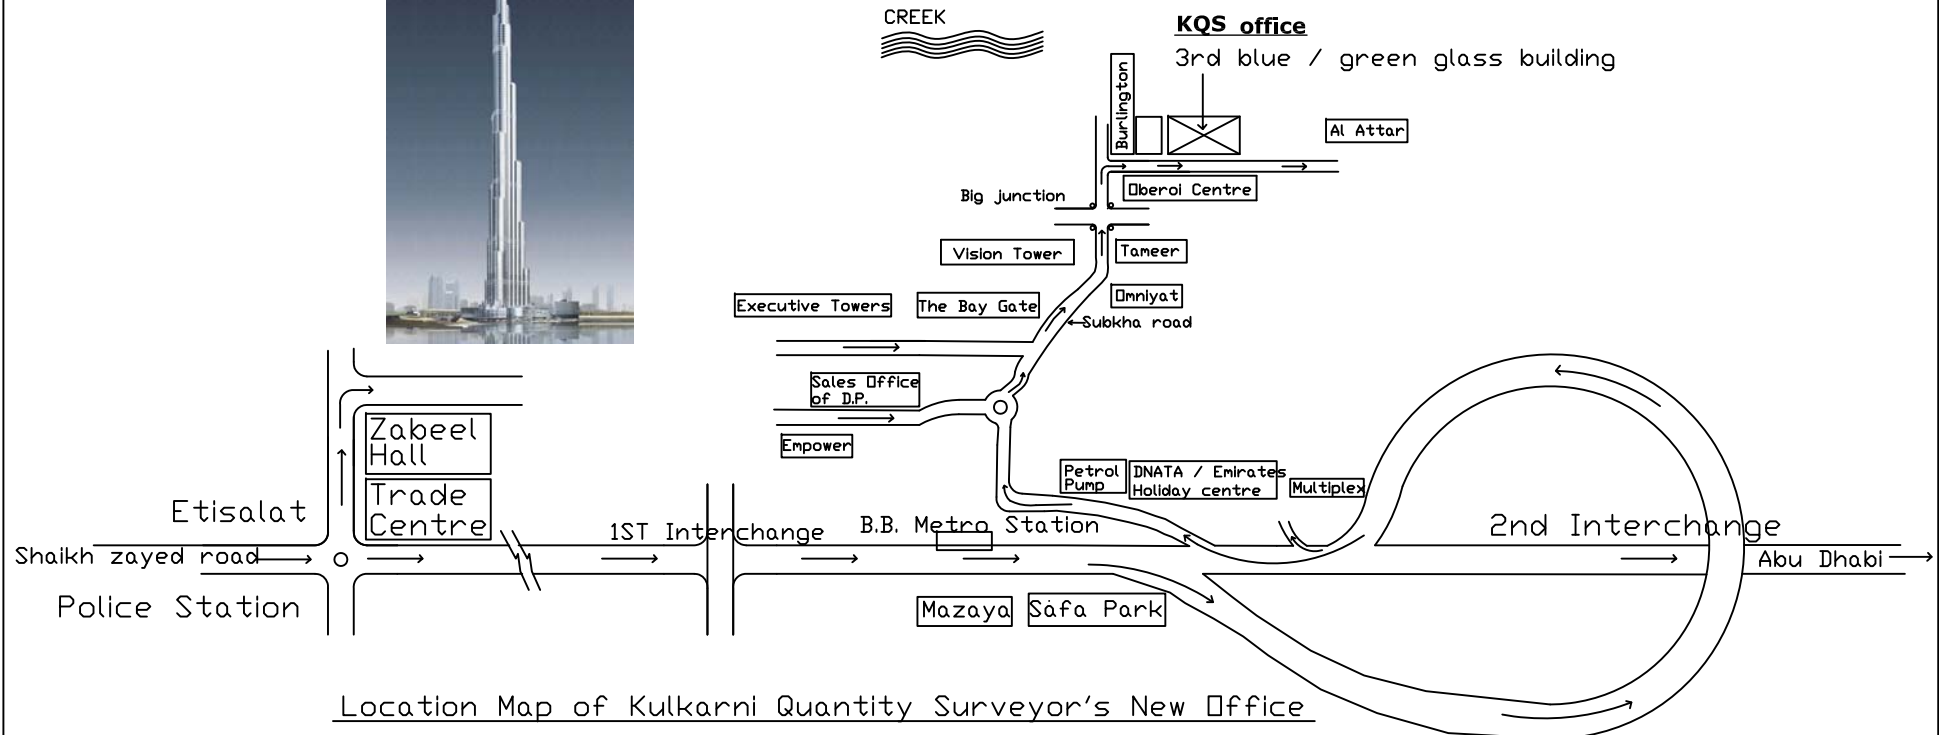 CREEK
KQS office
3rd blue / green glass building
Burlington
Al Attar
Oberoi Centre
Big junction
Vision Tower
Tameer
Executive Towers
The Bay Gate
Omniyat
Subkha road
Sales Office
of D.P.
Empower
Zabeel
Hall
Trade
Centre
Petrol
Pump
DNATA / Emirates
Holiday centre
Multiplex
Etisalat
1ST Interchange
B.B. Metro Station
2nd Interchange
Shaikh zayed road
Abu Dhabi
Police Station
Mazaya
Safa Park
Location Map of Kulkarni Quantity Surveyor's New Office